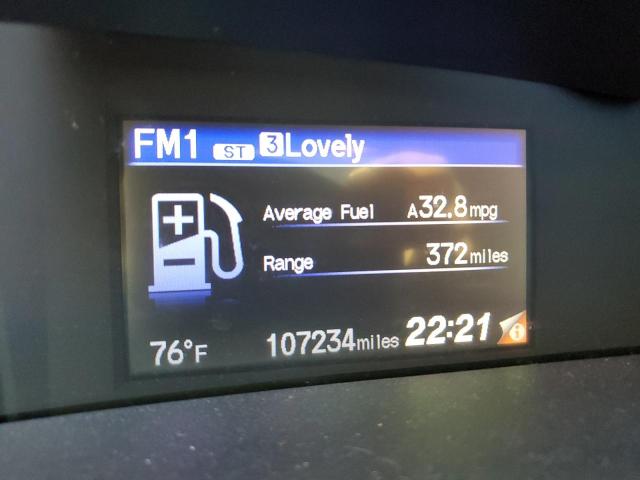 FM1 ST 3 Lovely
Average Fuel A32.8mpg
Range 372miles
76°F 107234miles 22:21 i